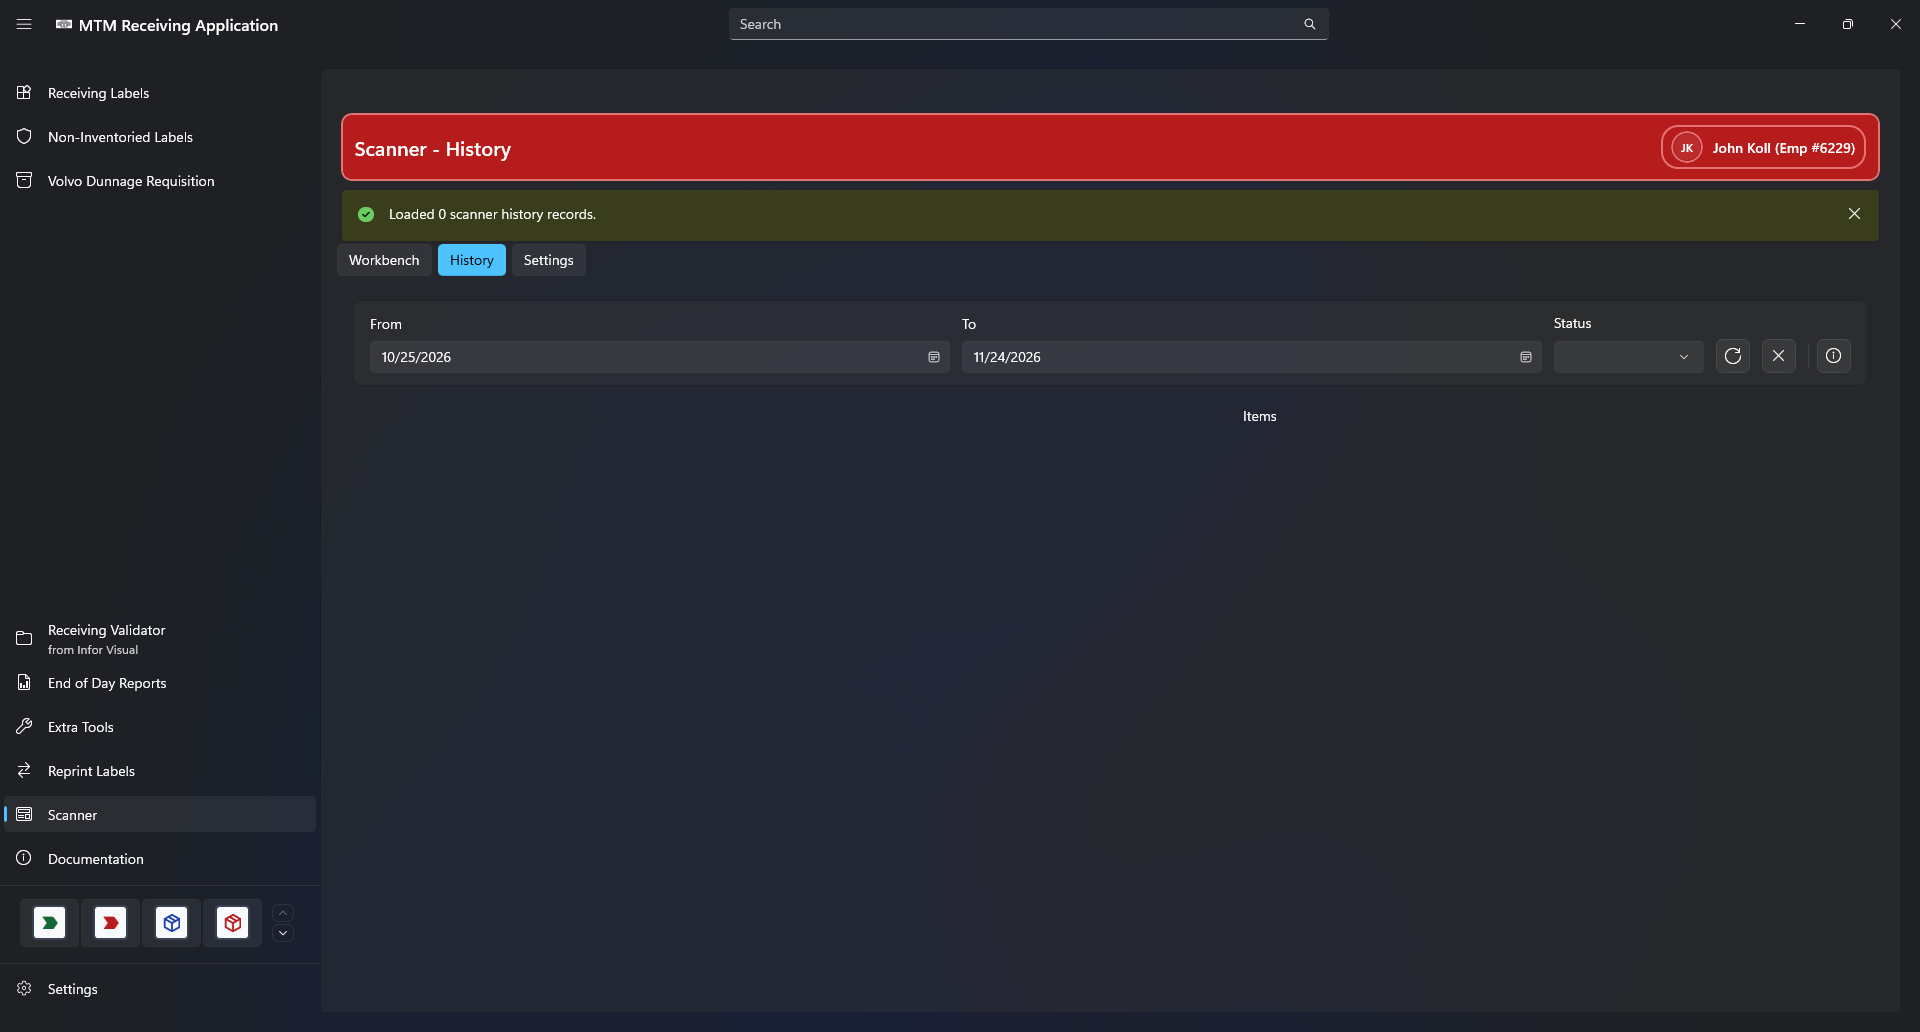 MTM Receiving Application
Search
Receiving Labels
Non-Inventoried Labels
Volvo Dunnage Requisition
Scanner - History
JK
John Koll (Emp #6229)
Loaded 0 scanner history records.
Workbench
History
Settings
From
To
Status
10/25/2026
11/24/2026
Items
Receiving Validator
from Infor Visual
End of Day Reports
Extra Tools
Reprint Labels
Scanner
Documentation
Settings